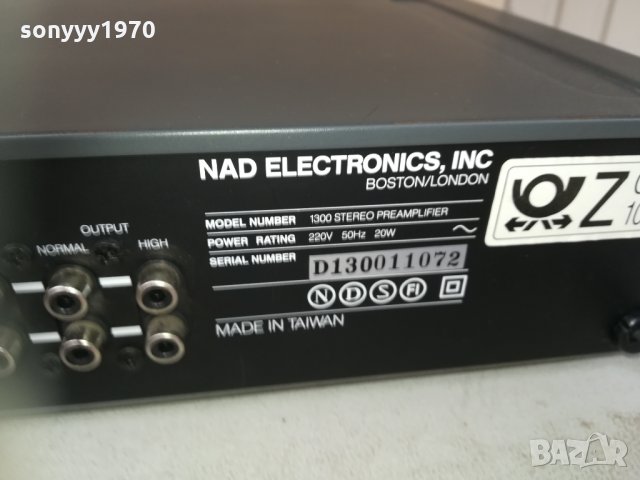 sonyyy1970
NAD ELECTRONICS, INC
BOSTON/LONDON
MODEL NUMBER 1300 STEREO PREAMPLIFIER
POWER RATING 220V 50Hz 20W ~
SERIAL NUMBER D130011072
N D S FI
MADE IN TAIWAN
OUTPUT
NORMAL HIGH
Z
BAZAR